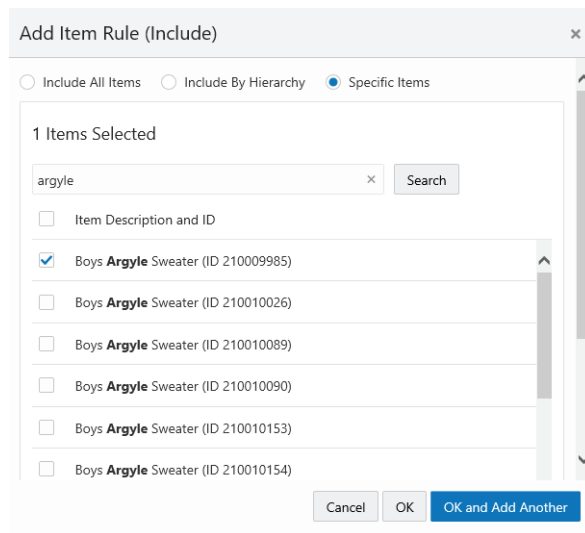 Add Item Rule (Include)
Include All Items Include By Hierarchy Specific Items
1 Items Selected
argyle × Search
Item Description and ID
Boys Argyle Sweater (ID 210009985)
Boys Argyle Sweater (ID 210010026)
Boys Argyle Sweater (ID 210010089)
Boys Argyle Sweater (ID 210010090)
Boys Argyle Sweater (ID 210010153)
Boys Argyle Sweater (ID 210010154)
Cancel OK OK and Add Another